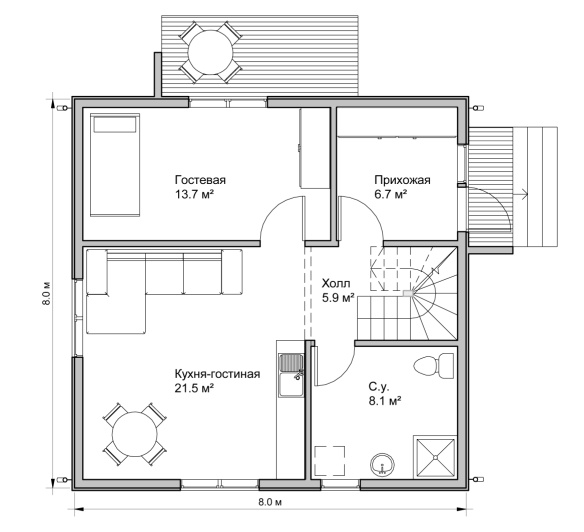 Гостевая
13.7 м²
Прихожая
6.7 м²
Холл
5.9 м²
8.0 м
Кухня-гостиная
21.5 м²
С.у.
8.1 м²
8.0 м